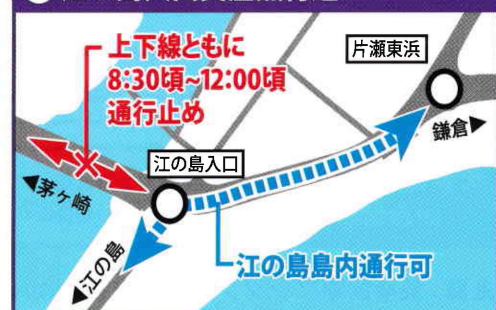 上下線ともに
8:30頃~12:00頃
通行止め
片瀬東浜
鎌倉▶
江の島入口
◀茅ヶ崎
◀江の島
江の島島内通行可